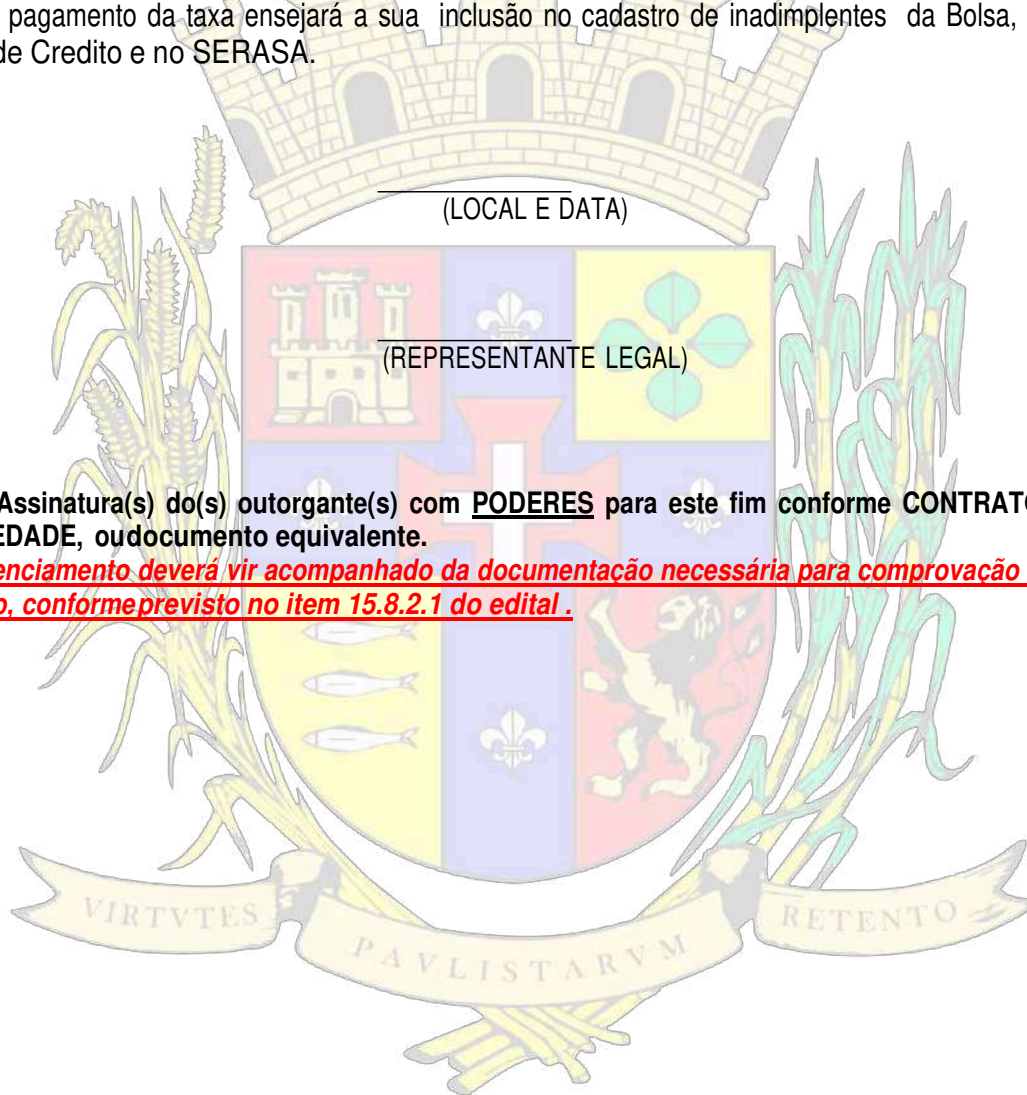 pagamento da taxa ensejará a sua inclusão no cadastro de inadimplentes da Bolsa,
de Credito e no SERASA.
(LOCAL E DATA)
(REPRESENTANTE LEGAL)
Assinatura(s) do(s) outorgante(s) com PODERES para este fim conforme CONTRATO
EDADE, oudocumento equivalente.
enciamento deverá vir acompanhado da documentação necessária para comprovação
o, conforme previsto no item 15.8.2.1 do edital .
VIRTVTES PAVLISTARVM RETENTO